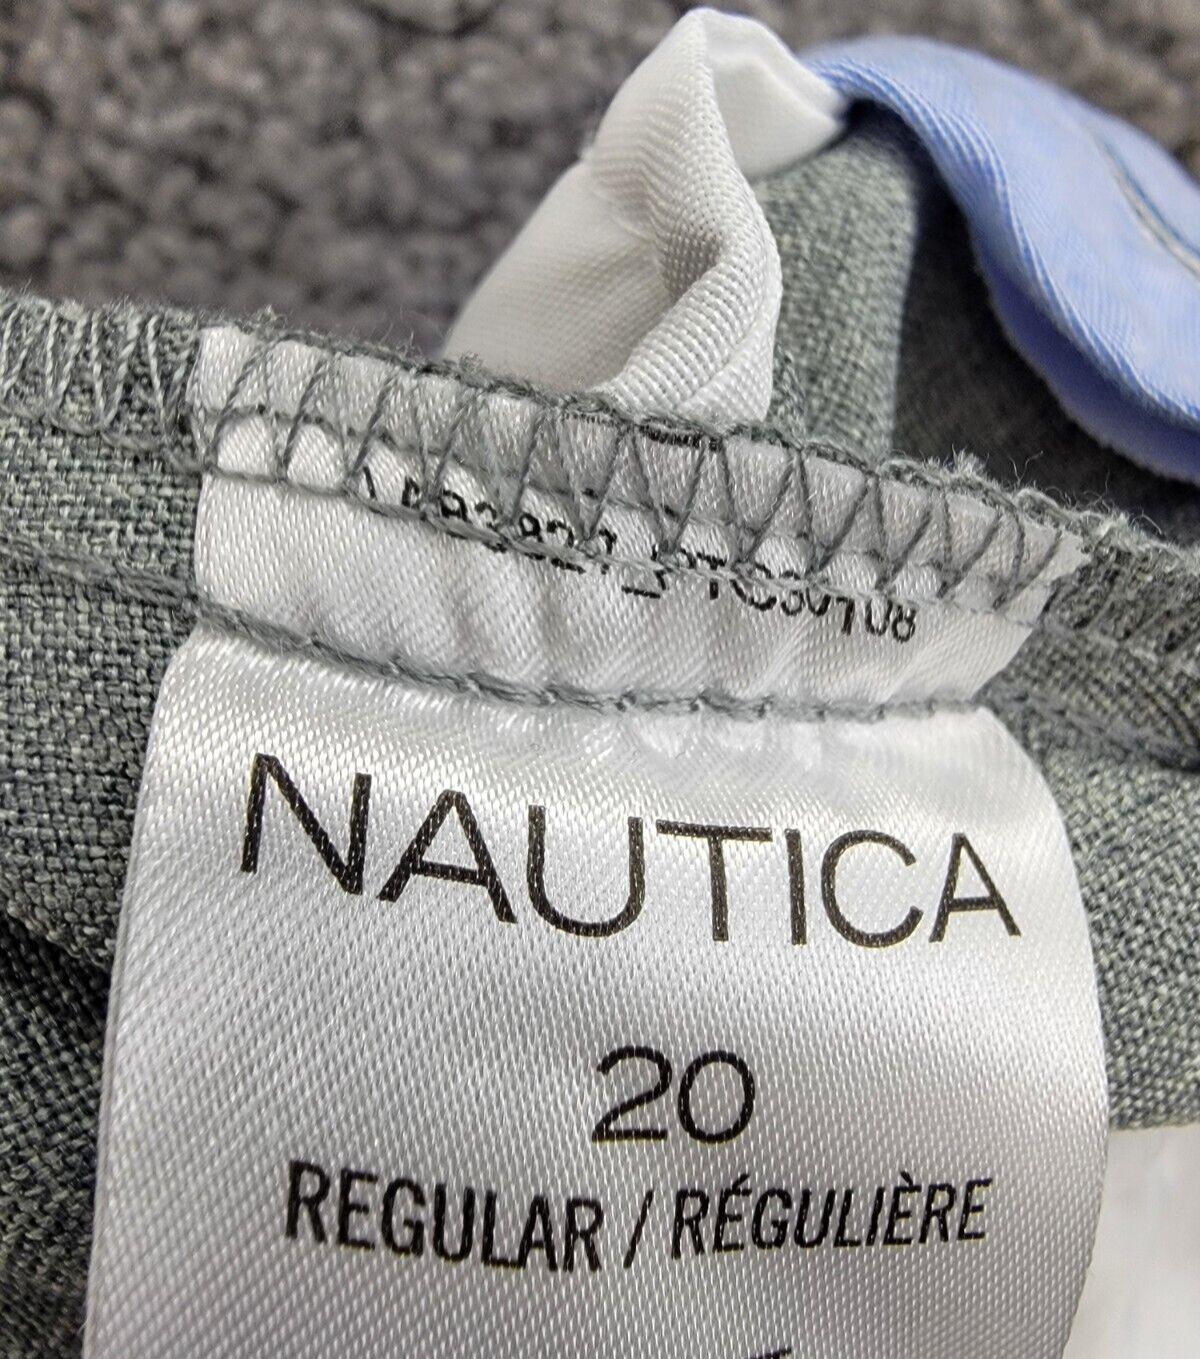 NAUTICA
20
REGULAR / RÉGULIÈRE